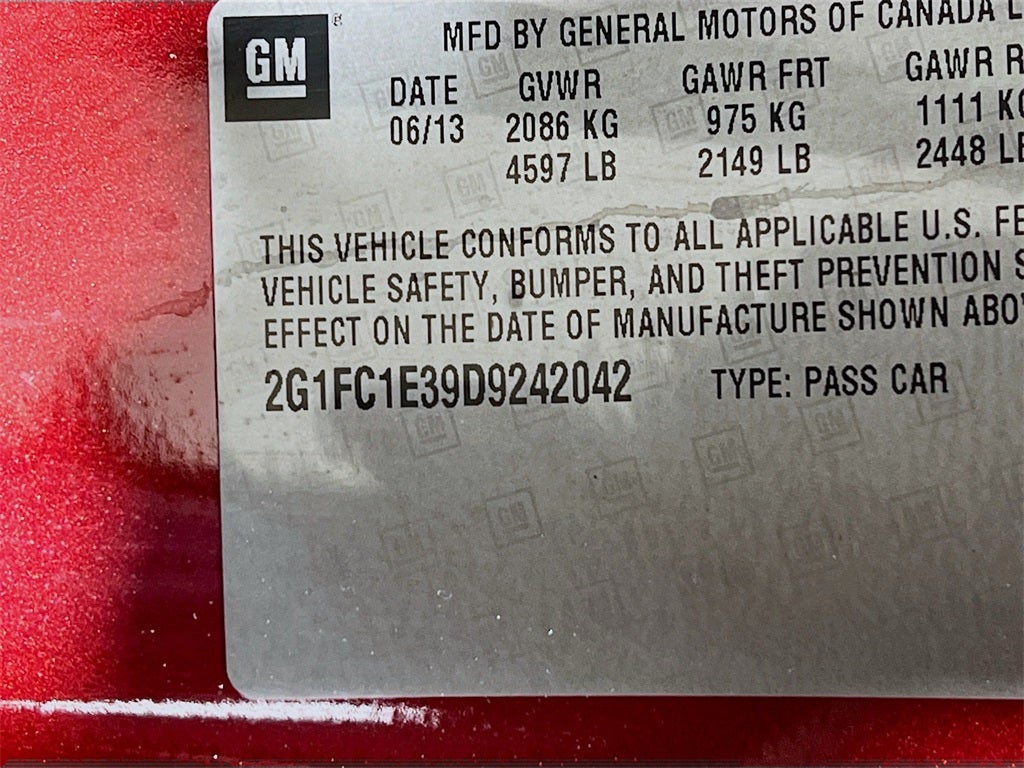 GM
MFD BY GENERAL MOTORS OF CANADA
DATE GVWR GAWR FRT GAWR
06/13 2086 KG 975 KG 1111 KG
4597 LB 2149 LB 2448 LB
THIS VEHICLE CONFORMS TO ALL APPLICABLE U.S.
VEHICLE SAFETY, BUMPER, AND THEFT PREVENTION
EFFECT ON THE DATE OF MANUFACTURE SHOWN
2G1FC1E39D9242042 TYPE: PASS CAR